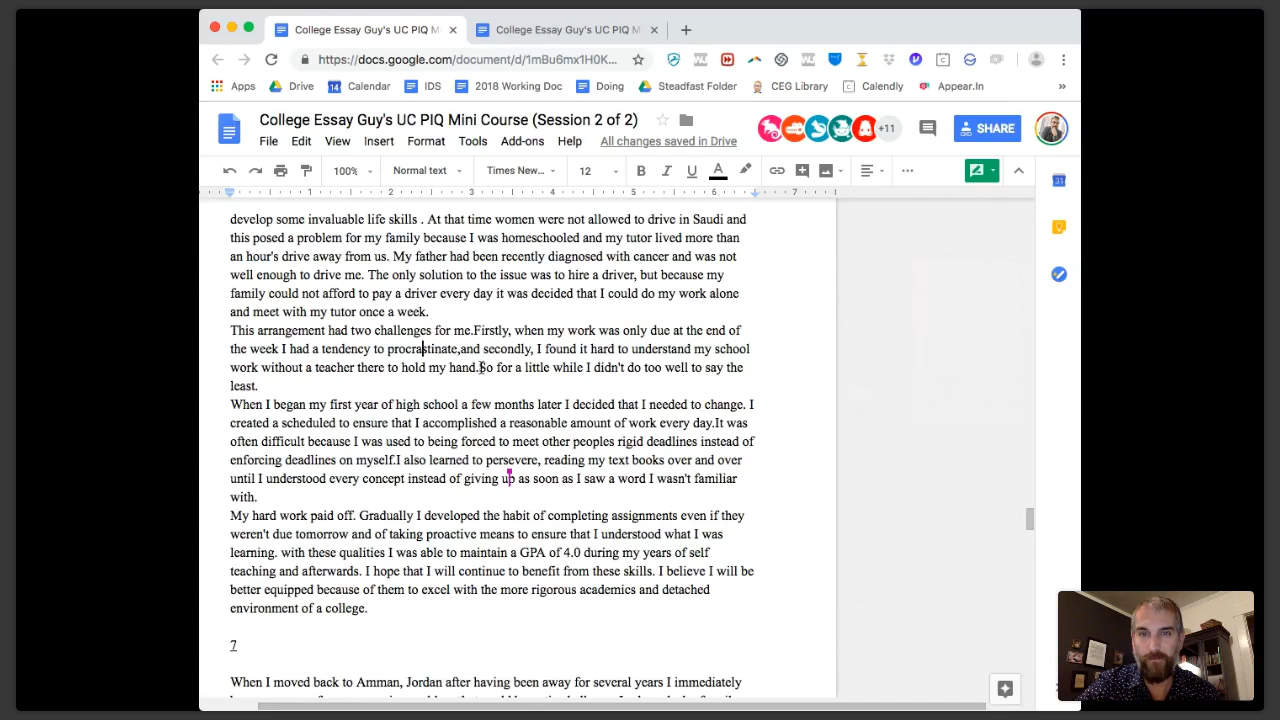 College Essay Guy's UC PIQ M
College Essay Guy's UC PIQ M
https://docs.google.com/document/d/1mBu6mx1H0K...
Apps Drive Calendar IDS 2018 Working Doc Doing Steadfast Folder CEG Library Calendly Appear.In
College Essay Guy's UC PIQ Mini Course (Session 2 of 2)
+11
SHARE
File Edit View Insert Format Tools Add-ons Help All changes saved in Drive
100% Normal text Times New... 12 B I U A
1 2 3 4 5 6 7
develop some invaluable life skills . At that time women were not allowed to drive in Saudi and
this posed a problem for my family because I was homeschooled and my tutor lived more than
an hour's drive away from us. My father had been recently diagnosed with cancer and was not
well enough to drive me. The only solution to the issue was to hire a driver, but because my
family could not afford to pay a driver every day it was decided that I could do my work alone
and meet with my tutor once a week.
This arrangement had two challenges for me.Firstly, when my work was only due at the end of
the week I had a tendency to procrastinate,and secondly, I found it hard to understand my school
work without a teacher there to hold my hand.So for a little while I didn't do too well to say the
least.
When I began my first year of high school a few months later I decided that I needed to change. I
created a scheduled to ensure that I accomplished a reasonable amount of work every day.It was
often difficult because I was used to being forced to meet other peoples rigid deadlines instead of
enforcing deadlines on myself.I also learned to persevere, reading my text books over and over
until I understood every concept instead of giving up as soon as I saw a word I wasn't familiar
with.
My hard work paid off. Gradually I developed the habit of completing assignments even if they
weren't due tomorrow and of taking proactive means to ensure that I understood what I was
learning. with these qualities I was able to maintain a GPA of 4.0 during my years of self
teaching and afterwards. I hope that I will continue to benefit from these skills. I believe I will be
better equipped because of them to excel with the more rigorous academics and detached
environment of a college.
7
When I moved back to Amman, Jordan after having been away for several years I immediately